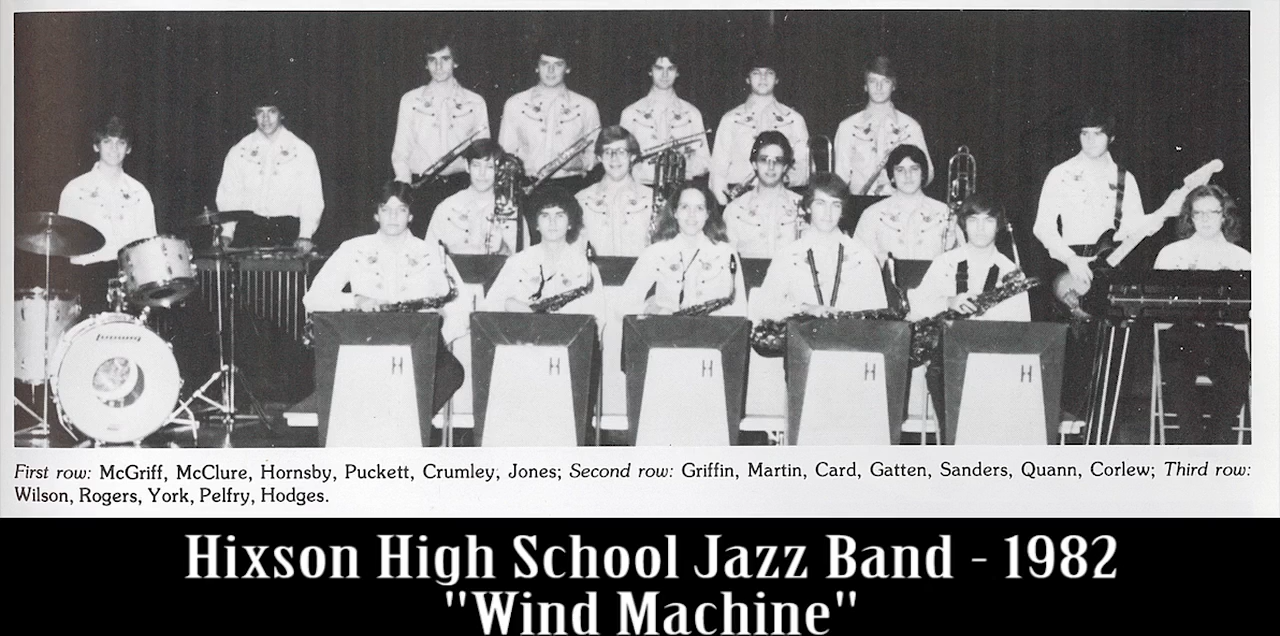 H H H H H
First row: McGriff, McClure, Hornsby, Puckett, Crumley, Jones; Second row: Griffin, Martin, Card, Gatten, Sanders, Quann, Corlew; Third row:
Wilson, Rogers, York, Pelfry, Hodges.
Hixson High School Jazz Band - 1982
"Wind Machine"